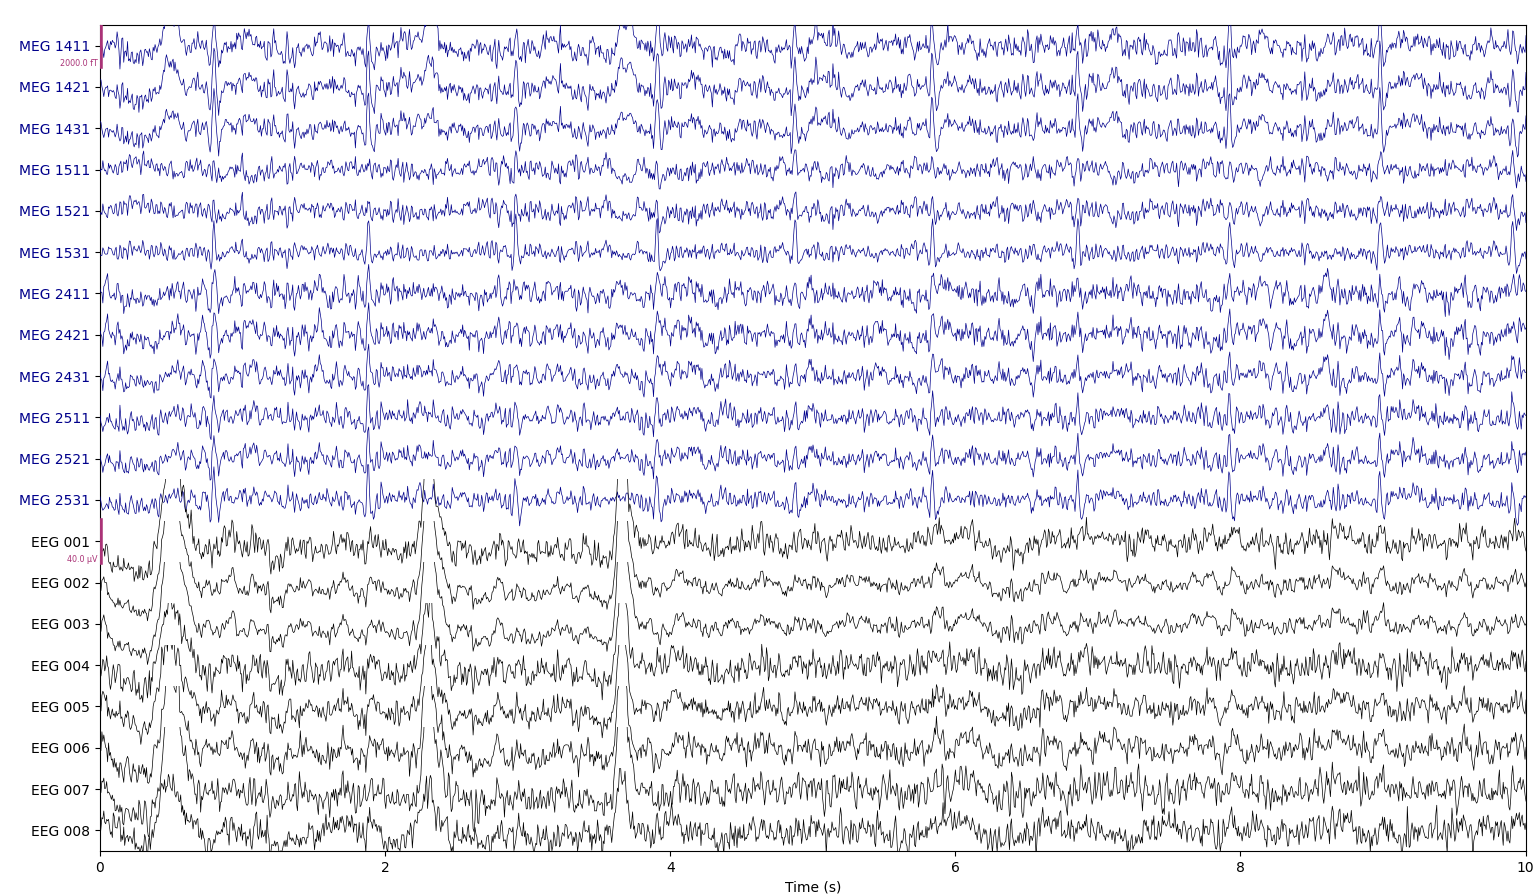 MEG 1411
2000.0 fT
MEG 1421
MEG 1431
MEG 1511
MEG 1521
MEG 1531
MEG 2411
MEG 2421
MEG 2431
MEG 2511
MEG 2521
MEG 2531
EEG 001
40.0 µV
EEG 002
EEG 003
EEG 004
EEG 005
EEG 006
EEG 007
EEG 008
0 2 4 6 8 10
Time (s)